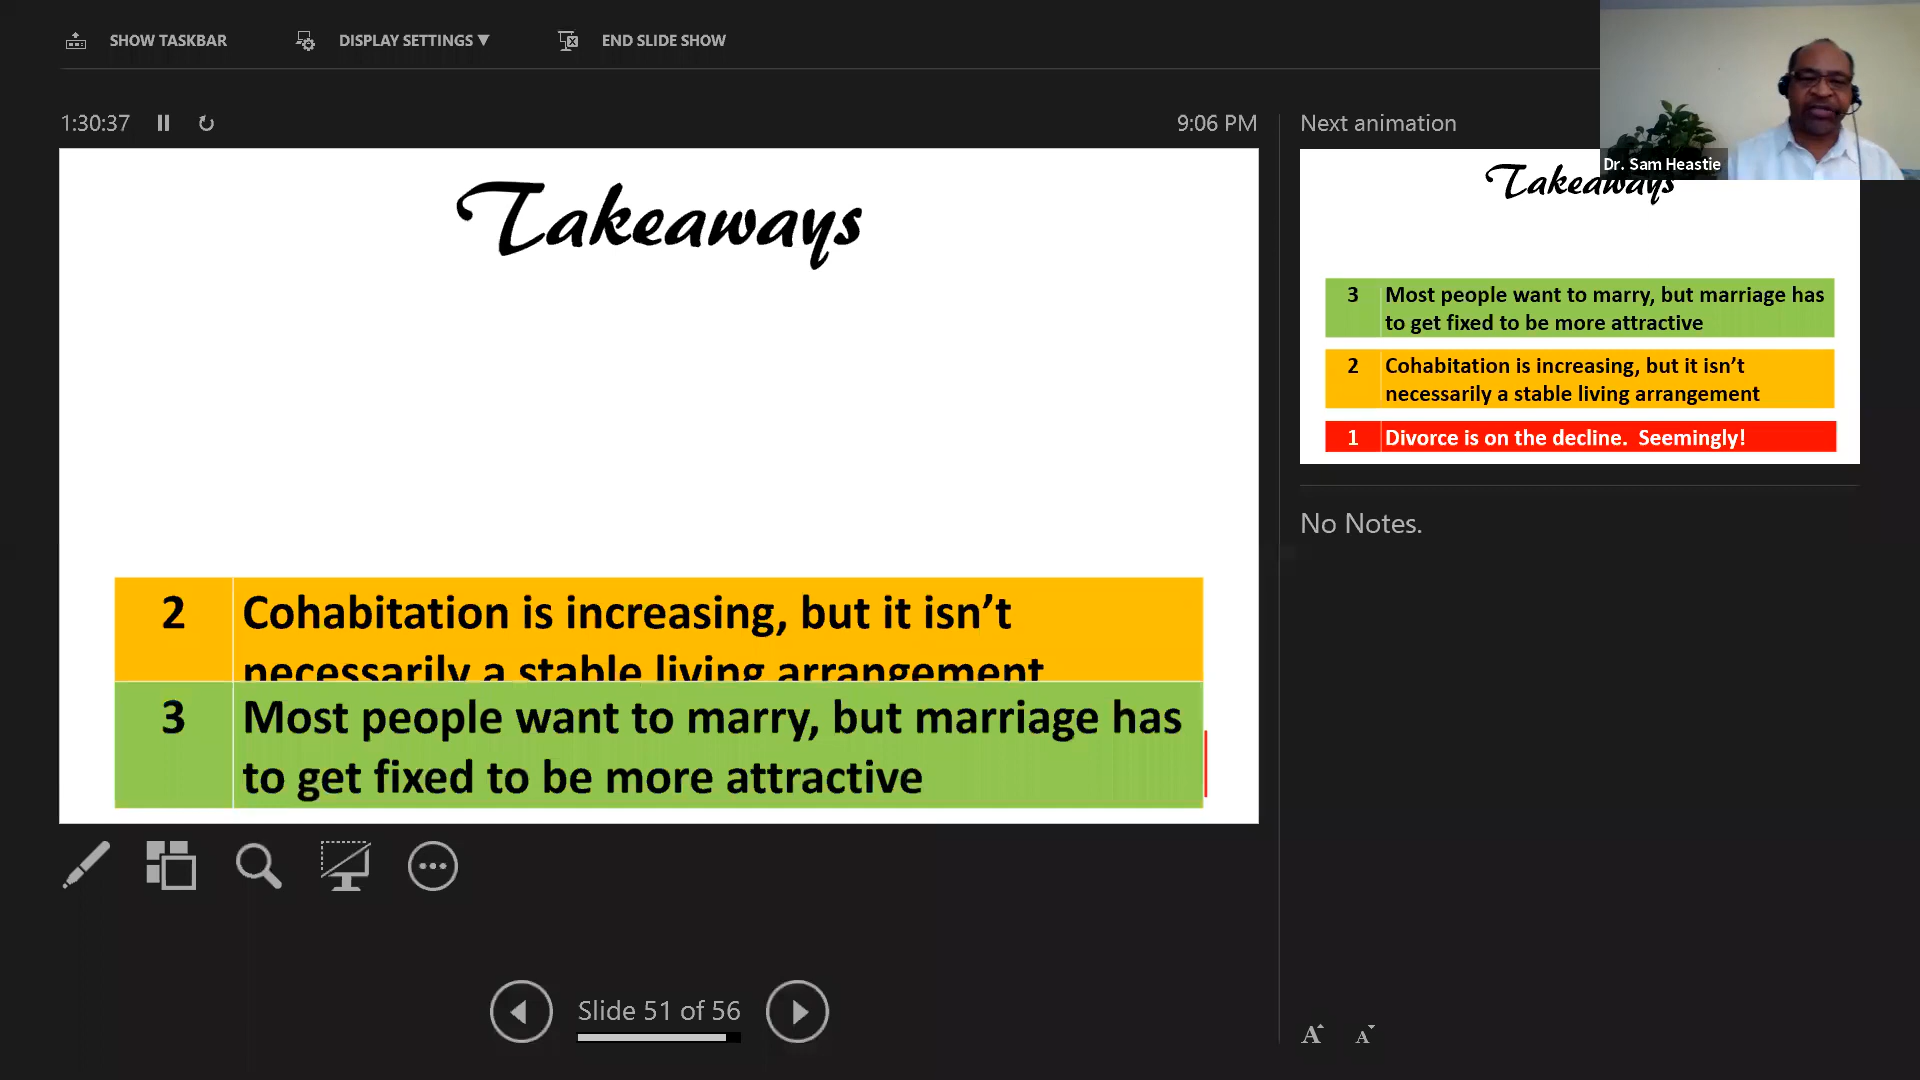 SHOW TASKBAR
DISPLAY SETTINGS ▼
END SLIDE SHOW
1:30:37
9:06 PM
Takeaways
2 Cohabitation is increasing, but it isn’t
necessarily a stable living arrangement
3 Most people want to marry, but marriage has
to get fixed to be more attractive
Slide 51 of 56
Next animation
Dr. Sam Heastie
Takeaways
3 Most people want to marry, but marriage has
to get fixed to be more attractive
2 Cohabitation is increasing, but it isn’t
necessarily a stable living arrangement
1 Divorce is on the decline. Seemingly!
No Notes.
A A